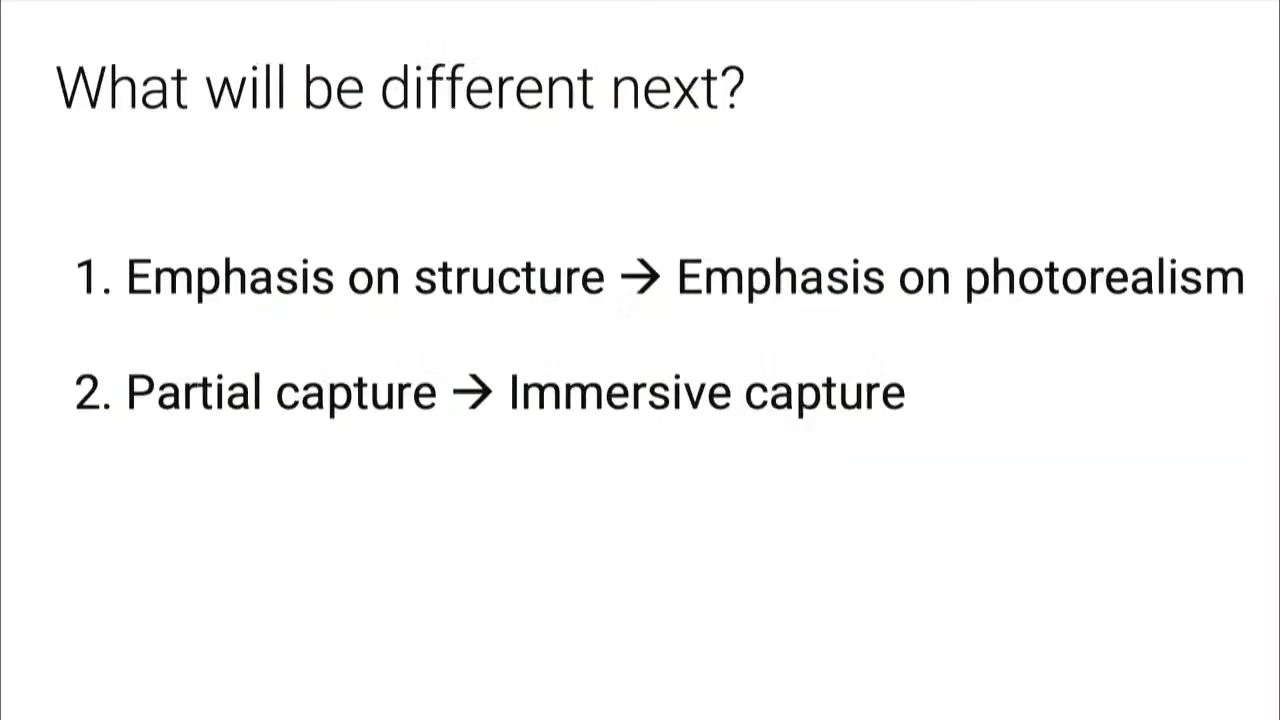 What will be different next?
1. Emphasis on structure → Emphasis on photorealism
2. Partial capture → Immersive capture